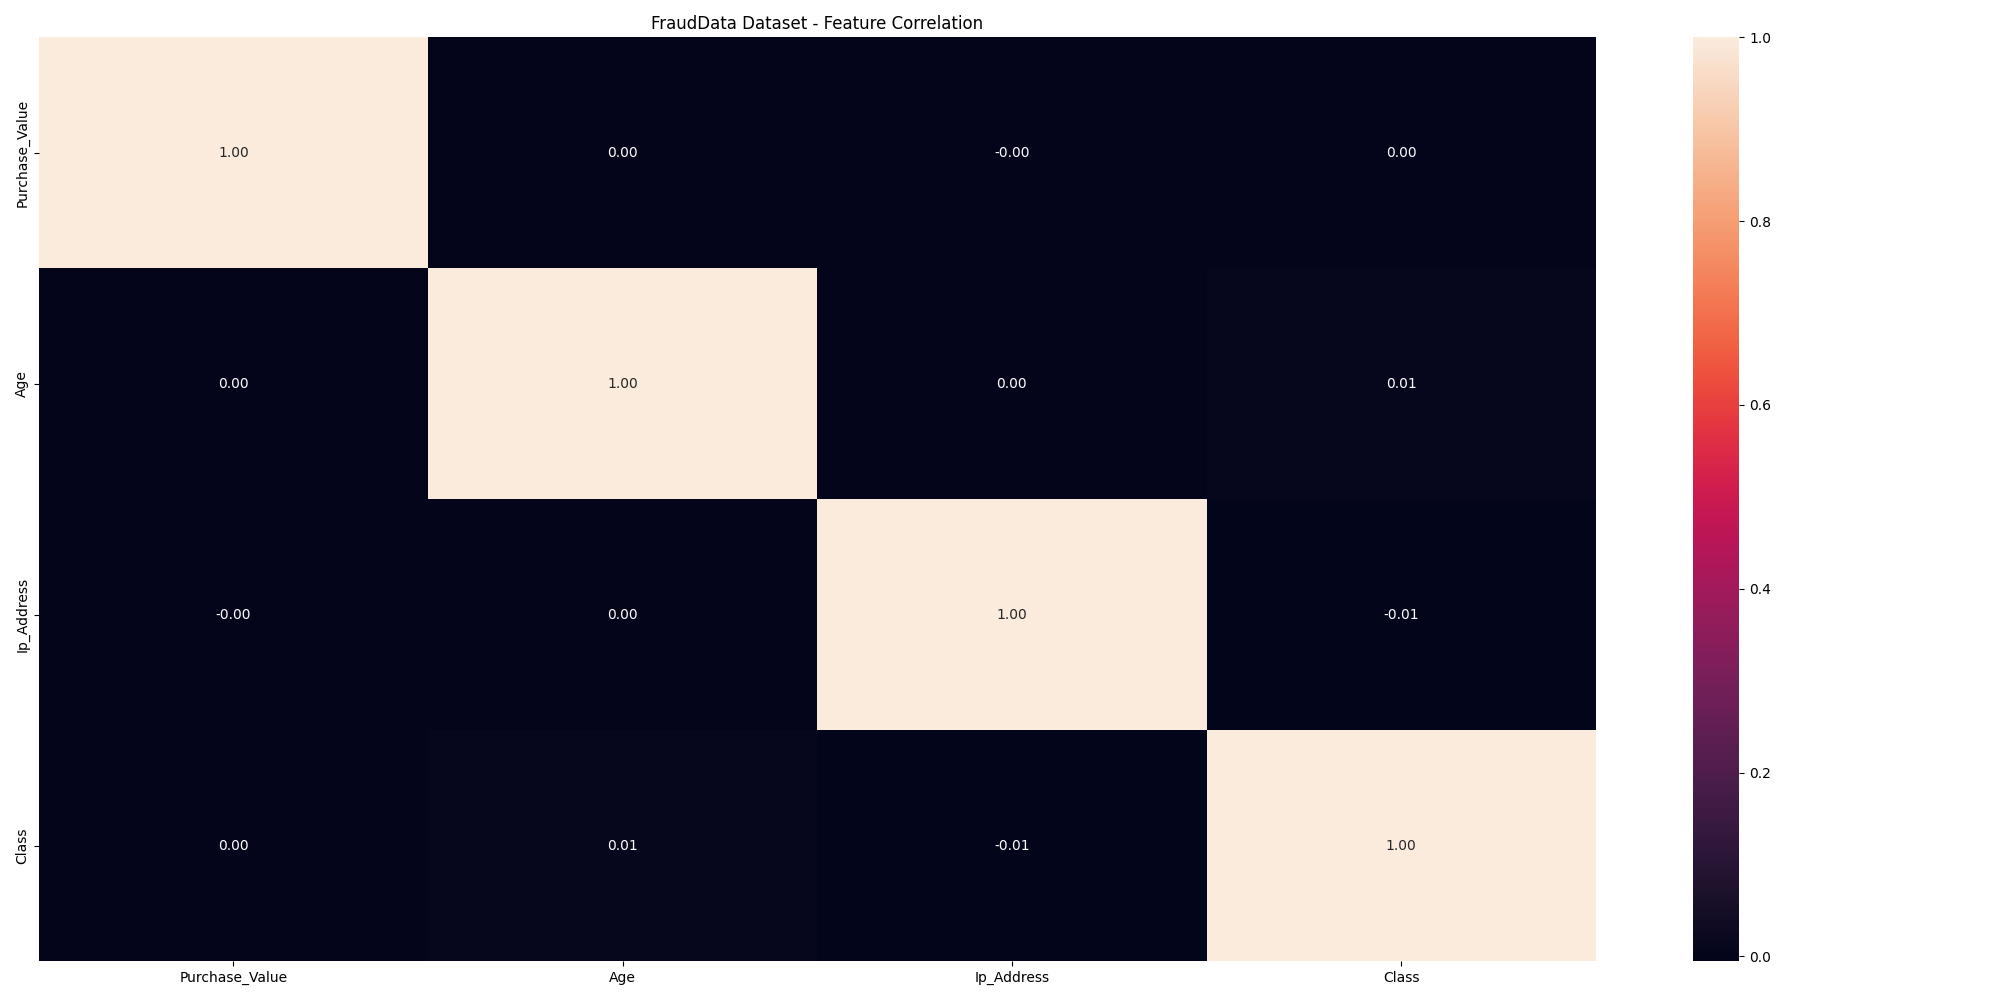 FraudData Dataset - Feature Correlation
Purchase_Value
1.00 0.00 -0.00 0.00
Age
0.00 1.00 0.00 0.01
Ip_Address
-0.00 0.00 1.00 -0.01
Class
0.00 0.01 -0.01 1.00
Purchase_Value Age Ip_Address Class
1.0
0.8
0.6
0.4
0.2
0.0